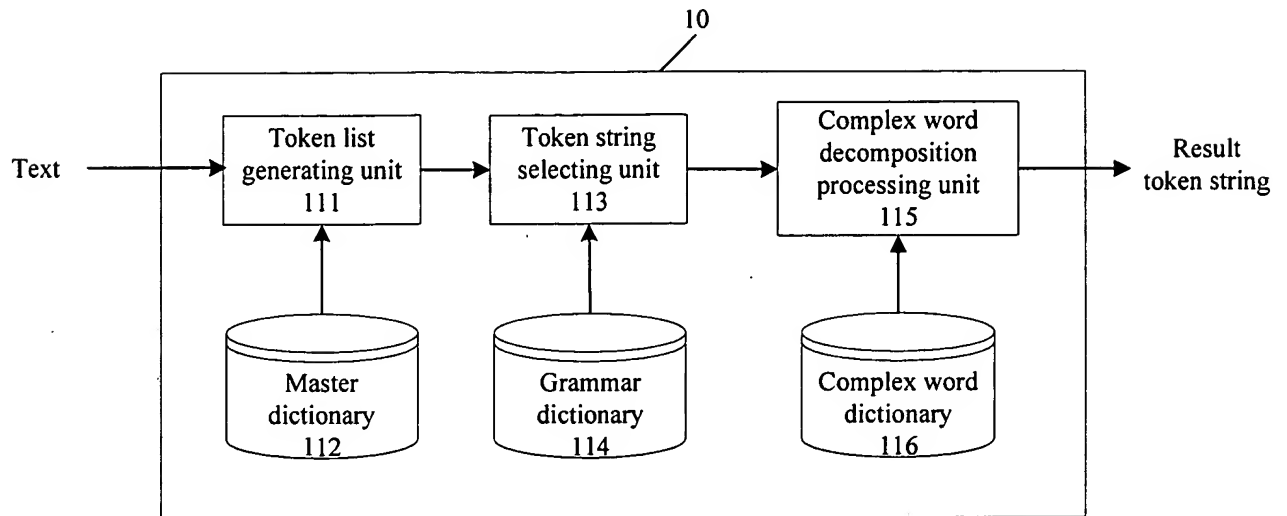 10
Text
Token list
generating unit
111
Token string
selecting unit
113
Complex word
decomposition
processing unit
115
Result
token string
Master
dictionary
112
Grammar
dictionary
114
Complex word
dictionary
116